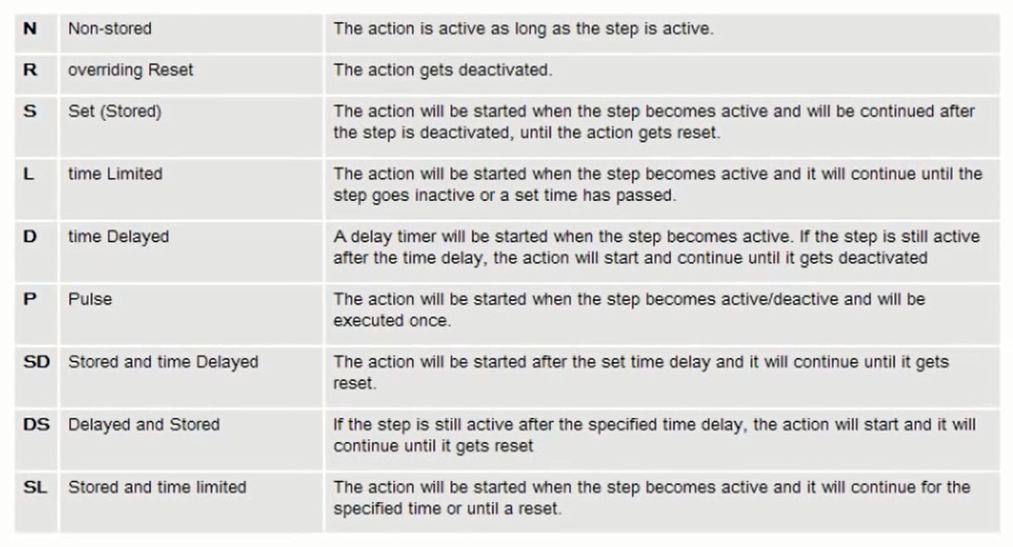 N Non-stored The action is active as long as the step is active.
R overriding Reset The action gets deactivated.
S Set (Stored) The action will be started when the step becomes active and will be continued after
the step is deactivated, until the action gets reset.
L time Limited The action will be started when the step becomes active and it will continue until the
step goes inactive or a set time has passed.
D time Delayed A delay timer will be started when the step becomes active. If the step is still active
after the time delay, the action will start and continue until it gets deactivated
P Pulse The action will be started when the step becomes active/deactive and will be
executed once.
SD Stored and time Delayed The action will be started after the set time delay and it will continue until it gets
reset.
DS Delayed and Stored If the step is still active after the specified time delay, the action will start and it will
continue until it gets reset
SL Stored and time limited The action will be started when the step becomes active and it will continue for the
specified time or until a reset.